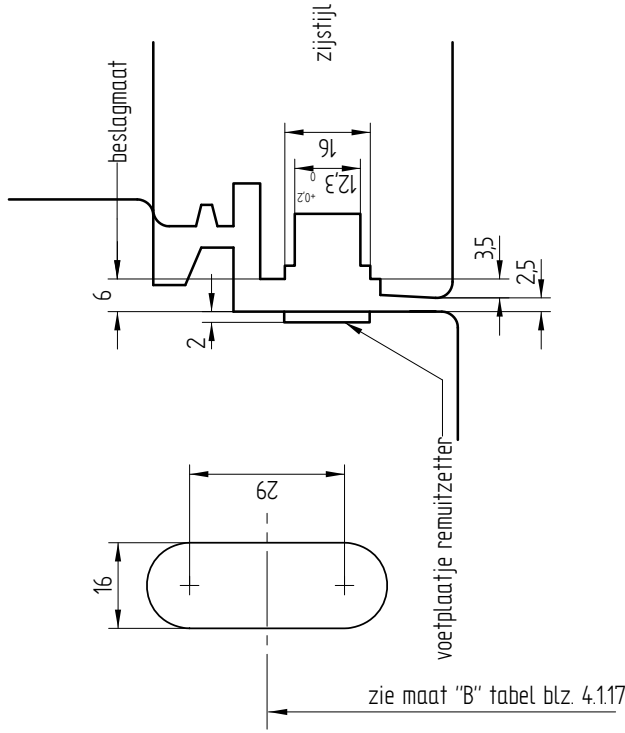 beslagmaat
zijstijl
6
2
16
12,3 +0,2 0
3,5
2,5
voetplaatje remuitzetter
29
16
zie maat "B" tabel blz. 4.1.17